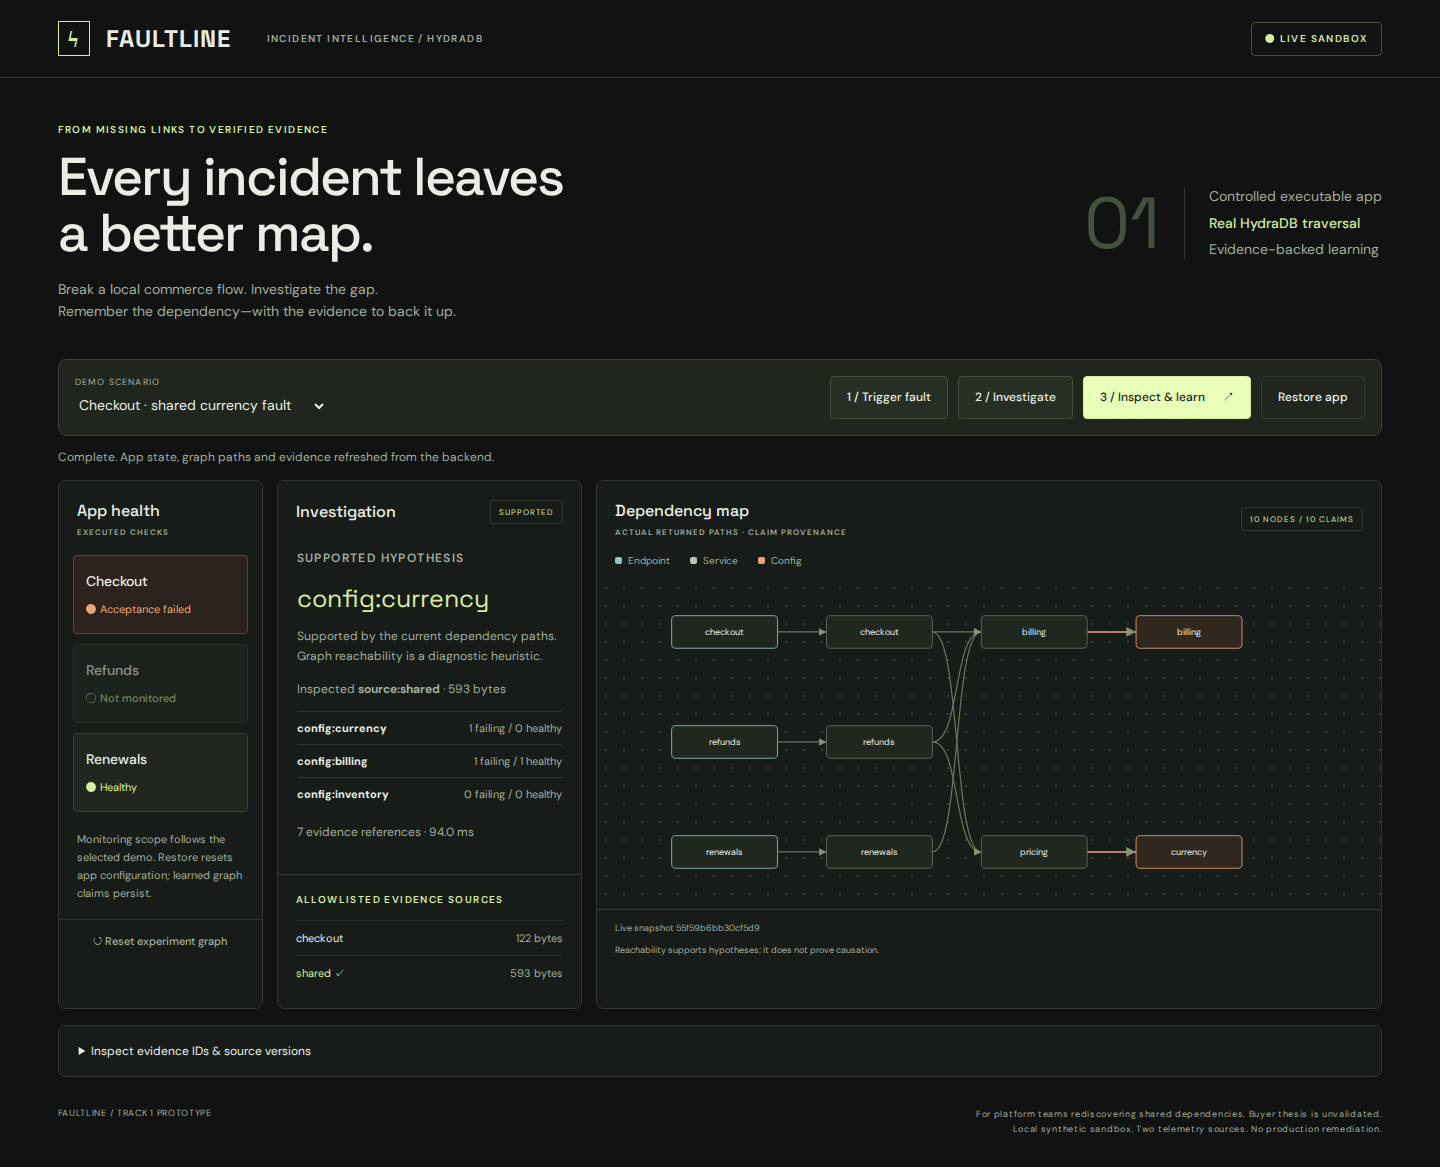 ϟ FAULTLINE
INCIDENT INTELLIGENCE / HYDRADB
LIVE SANDBOX
FROM MISSING LINKS TO VERIFIED EVIDENCE
Every incident leaves
a better map.
Break a local commerce flow. Investigate the gap.
Remember the dependency—with the evidence to back it up.
01
Controlled executable app
Real HydraDB traversal
Evidence-backed learning
DEMO SCENARIO
Checkout · shared currency fault
1 / Trigger fault
2 / Investigate
3 / Inspect & learn ↗
Restore app
Complete. App state, graph paths and evidence refreshed from the backend.
App health
EXECUTED CHECKS
Checkout
Acceptance failed
Refunds
Not monitored
Renewals
Healthy
Monitoring scope follows the
selected demo. Restore resets
app configuration; learned graph
claims persist.
↺ Reset experiment graph
Investigation
SUPPORTED
SUPPORTED HYPOTHESIS
config:currency
Supported by the current dependency paths.
Graph reachability is a diagnostic heuristic.
Inspected source:shared · 593 bytes
config:currency 1 failing / 0 healthy
config:billing 1 failing / 1 healthy
config:inventory 0 failing / 0 healthy
7 evidence references · 94.0 ms
ALLOWLISTED EVIDENCE SOURCES
checkout 122 bytes
shared ✓ 593 bytes
Dependency map
ACTUAL RETURNED PATHS · CLAIM PROVENANCE
10 NODES / 10 CLAIMS
Endpoint Service Config
checkout checkout billing billing
refunds refunds
renewals renewals pricing currency
Live snapshot 55f59b6bb30cf5d9
Reachability supports hypotheses; it does not prove causation.
▶ Inspect evidence IDs & source versions
FAULTLINE / TRACK 1 PROTOTYPE
For platform teams rediscovering shared dependencies. Buyer thesis is unvalidated.
Local synthetic sandbox. Two telemetry sources. No production remediation.